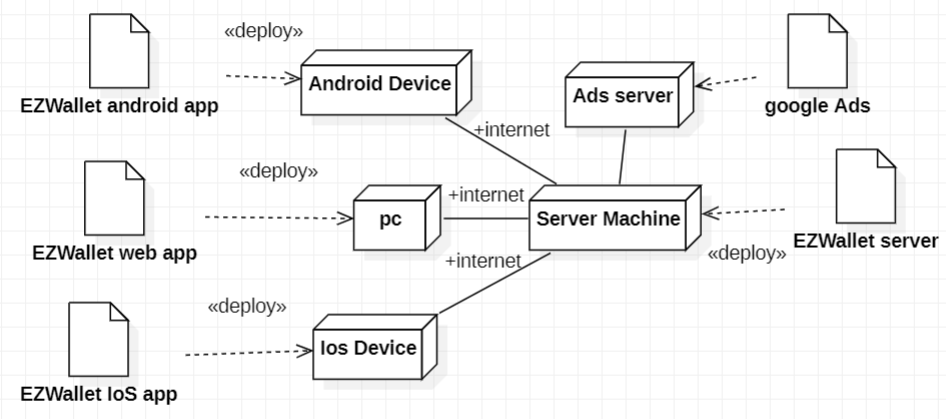 «deploy»
Android Device
EZWallet android app
Ads server
google Ads
+internet
«deploy»
+internet
EZWallet web app
pc
Server Machine
EZWallet server
«deploy»
+internet
«deploy»
Ios Device
EZWallet IoS app